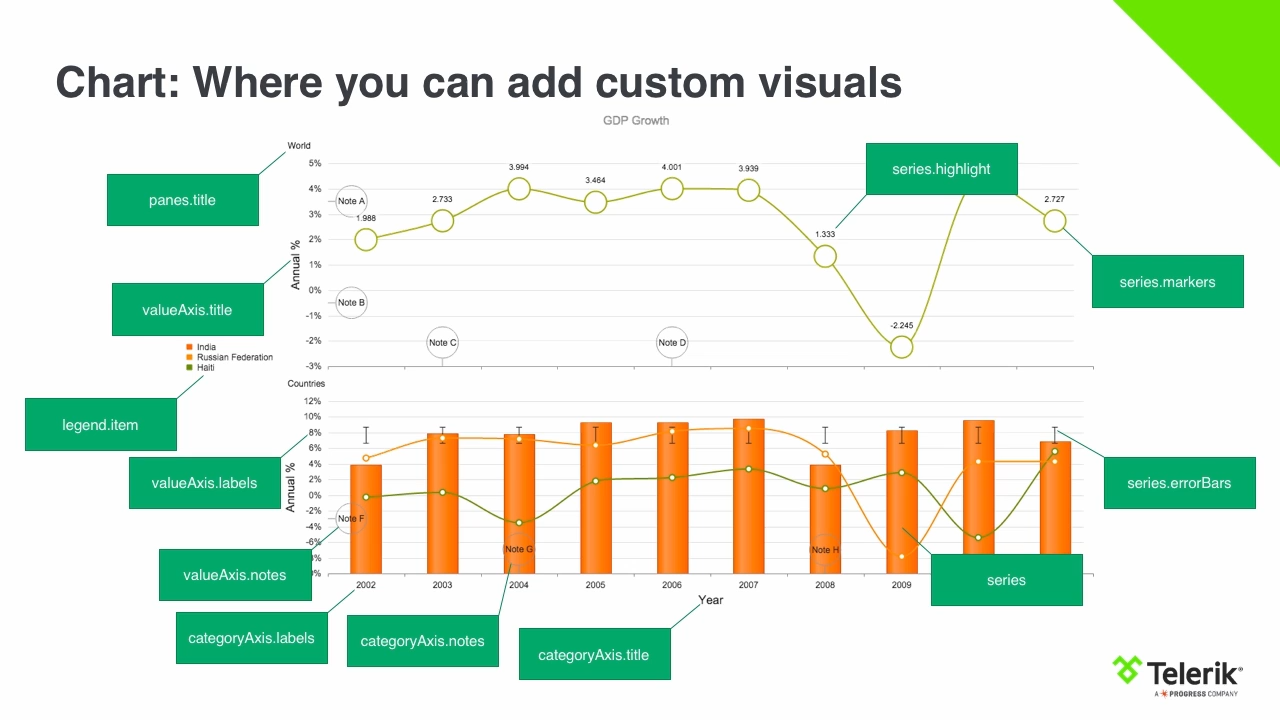 Chart: Where you can add custom visuals
GDP Growth
World
panes.title
series.highlight
5%
4%
3%
2%
1%
0%
-1%
-2%
-3%
Annual %
Note A
Note B
Note C
Note D
1.988
2.733
3.994
3.464
4.001
3.939
1.333
-2.245
2.727
series.markers
valueAxis.title
India
Russian Federation
Haiti
legend.item
Countries
12%
10%
8%
6%
4%
2%
0%
-2%
-4%
-6%
Annual %
valueAxis.labels
series.errorBars
Note F
Note G
Note H
valueAxis.notes
series
2002
2003
2004
2005
2006
2007
2008
2009
Year
categoryAxis.labels
categoryAxis.notes
categoryAxis.title
Telerik®
A PROGRESS COMPANY